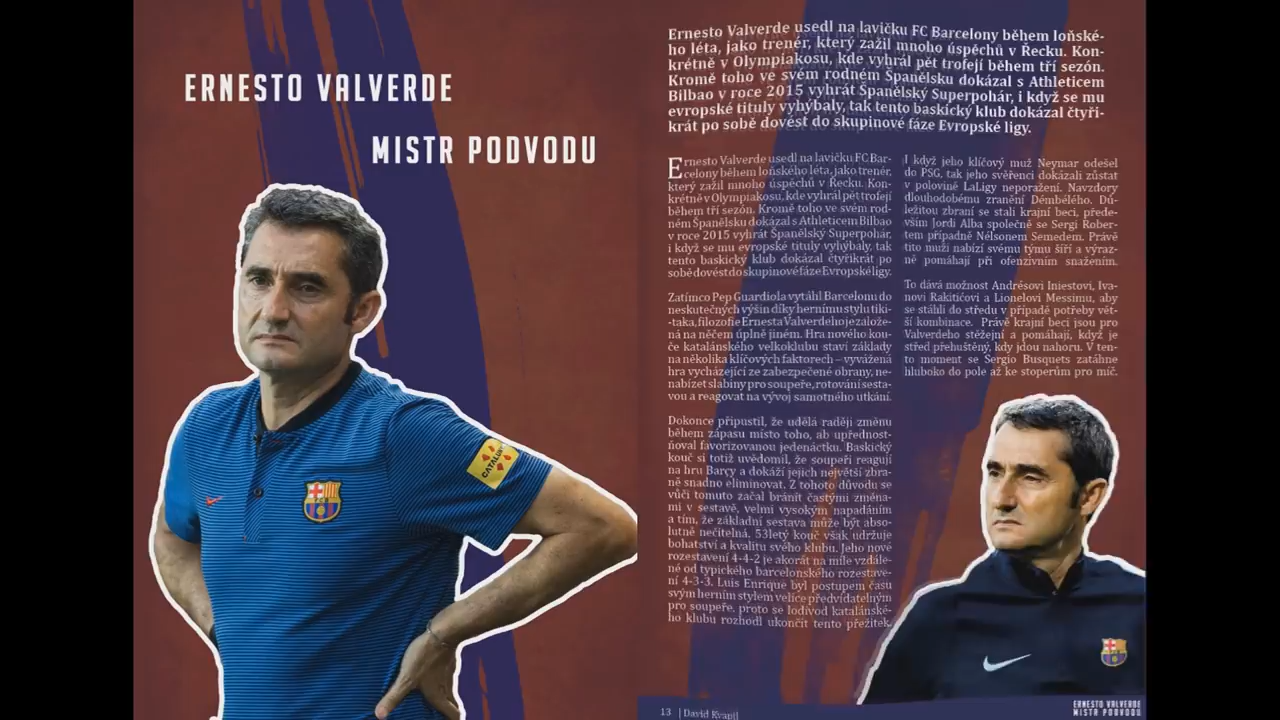 ERNESTO VALVERDE
MISTR PODVODU
CATALUNYA
Ernesto Valverde usedl na lavičku FC Barcelony během loňské-
ho léta, jako trenér, který zažil mnoho úspěchů v Řecku. Kon-
krétně v Olympiakosu, kde vyhrál pět trofejí během tří sezón.
Kromě toho ve svém rodném Španělsku dokázal s Athleticem
Bilbao v roce 2015 vyhrát Španělský Superpohár, i když se mu
evropské tituly vyhýbaly, tak tento baskický klub dokázal čtyři-
krát po sobě dovést do skupinové fáze Evropské ligy.
Ernesto Valverde usedl na lavičku FC Bar-
celony během loňského léta, jako trenér,
který zažil mnoho úspěchů v Řecku. Kon-
krétně v Olympiakosu, kde vyhrál pět trofejí
během tří sezón. Kromě toho ve svém rod-
ném Španělsku dokázal s Athleticem Bilbao
v roce 2015 vyhrát Španělský Superpohár,
i když se mu evropské tituly vyhýbaly, tak
tento baskický klub dokázal čtyřikrát po
sobě dovést do skupinové fáze Evropské ligy.
Zatímco Pep Guardiola vytáhl Barcelonu do
neskutečných výšin díky hernímu stylu tiki-
-taka, filozofie Ernesta Valverdeho je založe-
ná na něčem úplně jiném. Hra nového kou-
če katalánského velkoklubu staví základy
na několika klíčových faktorech – vyvážená
hra vycházející ze zabezpečené obrany, ne-
nabízet slabiny pro soupeře, rotování sesta-
vou a reagovat na vývoj samotného utkání.
Dokonce připustil, že udělá raději změnu
během zápasu místo toho, ab upřednost-
ňoval favorizovanou jedenáctku. Baskický
kouč si totiž uvědomil, že soupeři reagují
na hru Barçy a dokáží jejich největší zbra-
ně snadno eliminovat. Z tohoto důvodu se
vůči tomuto začal bránit častými změna-
mi v sestavě, velmi vysokým napadáním
a tím, že základní sestava může být abso-
lutně nečitelná. 53letý kouč však udržuje
bohatství a kvalitu svého klubu. Jeho nové
rozestavení 4-4-2 je akorát na míle vzdále-
né od typického barcelonského rozestave-
ní 4-3-3. Luis Enrique byl postupem času
svým herním stylem velice předvídatelným
pro soupeře, proto se lodivod katalánské-
ho klubu rozhodl ukončit tento přežitek.
I když jeho klíčový muž Neymar odešel
do PSG, tak jeho svěřenci dokázali zůstat
v polovině LaLigy neporaženi. Navzdory
dlouhodobému zranění Dembélého. Dů-
ležitou zbraní se stali krajní beci, přede-
vším Jordi Alba společně se Sergi Rober-
tem případně Nélsonem Semedem. Právě
tito muži nabízí svému týmu šíři a výraz-
ně pomáhají při ofenzivním snažením.
To dává možnost Andrésovi Iniestovi, Iva-
novi Rakitićovi a Lionelovi Messimu, aby
se stáhli do středu v případě potřeby vět-
ší kombinace. Právě krajní beci jsou pro
Valverdeho stěžejní a pomáhají, když je
střed přehuštěný, kdy jdou nahoru. V ten-
to moment se Sergio Busquets zatáhne
hluboko do pole až ke stoperům pro míč.
13 | David Kvapil
ERNESTO VALVERDE
MISTR PODVODU